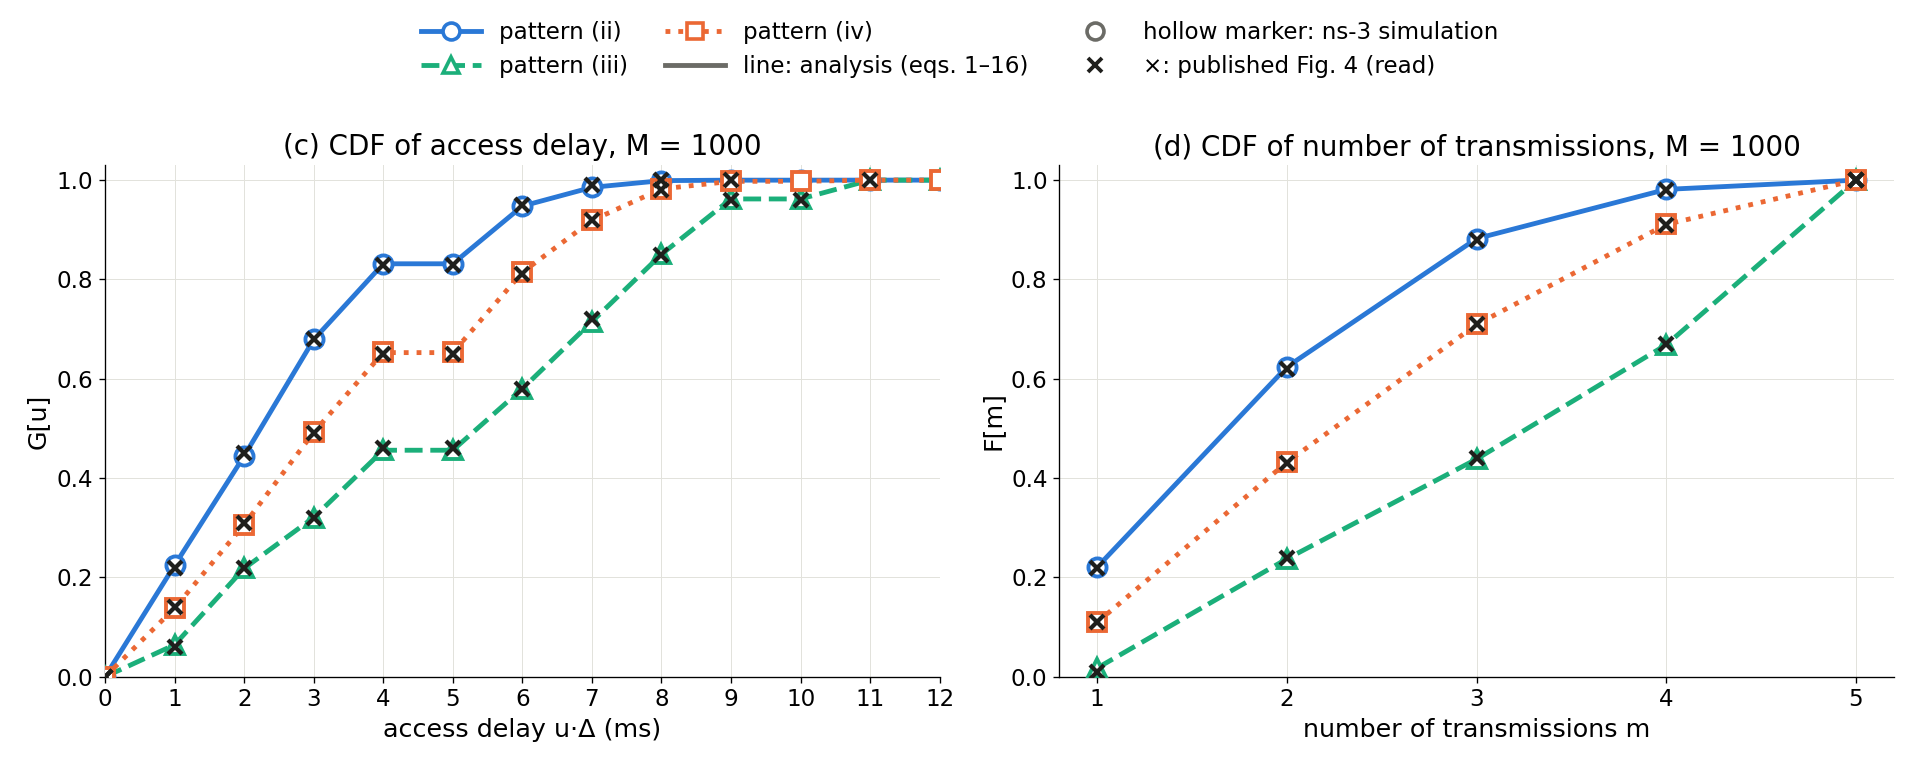 pattern (ii)
pattern (iii)
pattern (iv)
line: analysis (eqs. 1–16)
hollow marker: ns-3 simulation
×: published Fig. 4 (read)
(c) CDF of access delay, M = 1000
G[u]
1.0
0.8
0.6
0.4
0.2
0.0
0 1 2 3 4 5 6 7 8 9 10 11 12
access delay u·Δ (ms)
(d) CDF of number of transmissions, M = 1000
F[m]
1.0
0.8
0.6
0.4
0.2
0.0
1 2 3 4 5
number of transmissions m